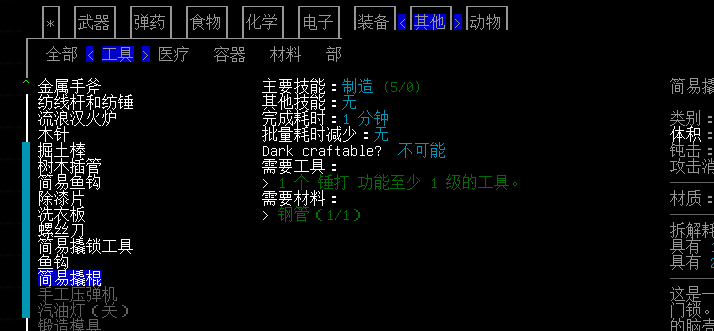 * 武器 弹药 食物 化学 电子 装备 < 其他 > 动物
全部 < 工具 > 医疗 容器 材料 部
^ 金属手斧 主要技能：制造 (5/0) 简易撬
纺线杆和纺锤 其他技能：无
流浪汉火炉 完成耗时：1 分钟 类别：
木针 批量耗时减少：无 体积：
掘土棒 Dark craftable? 不可能 钝击：
树木插管 需要工具： 攻击消
简易鱼钩 > 1 个 锤打 功能至少 1 级的工具。
除漆片 需要材料： 材质：
洗衣板 > 钢管 (1/1)
螺丝刀 拆解耗
简易撬锁工具 具有
鱼钩 具有
简易撬棍
手工压弹机 这是一
汽油灯（关） 门锁。
锻造模具 的脑壳